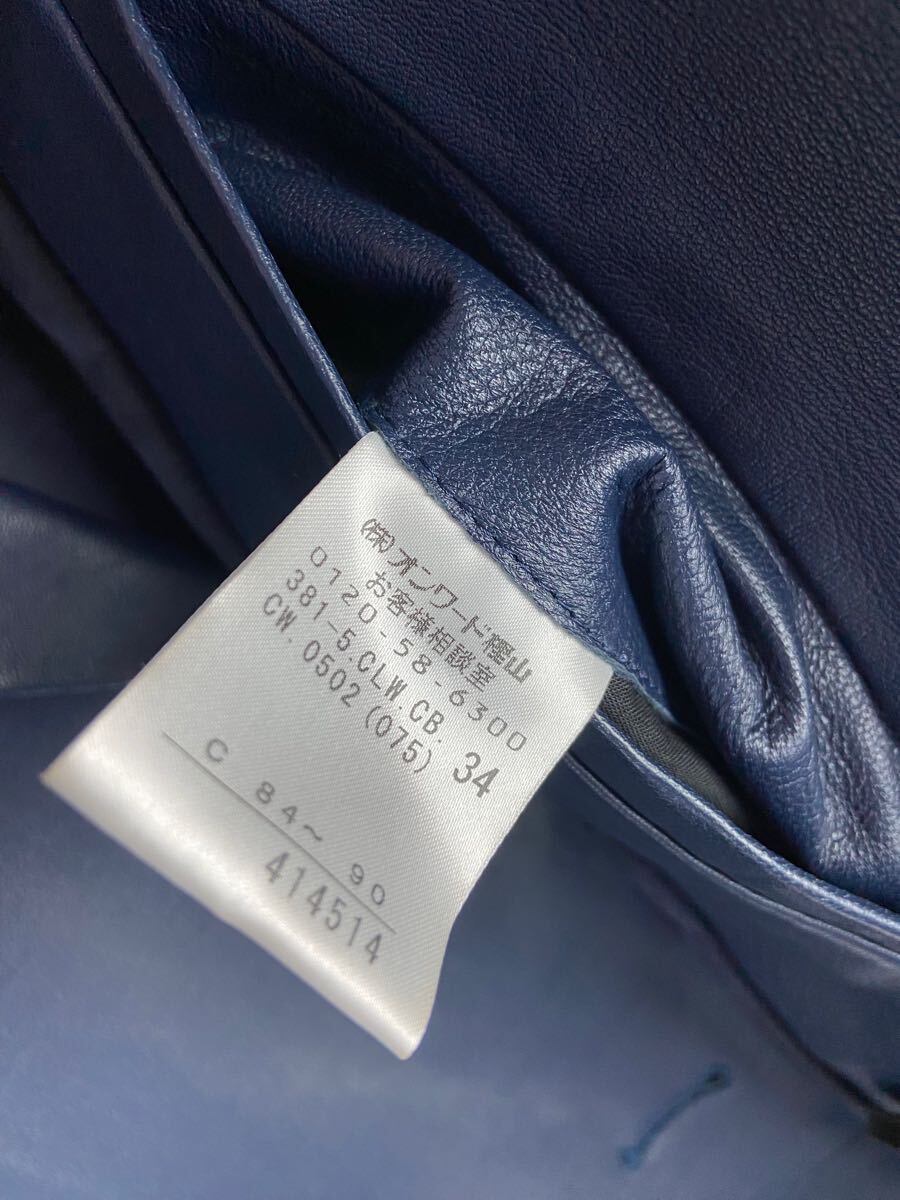 (株)オンワード樫山
お客様相談室
0120-58-6300
381-5.CLW.CB. 34
CW.0502(075)
C 84～ 90
414514